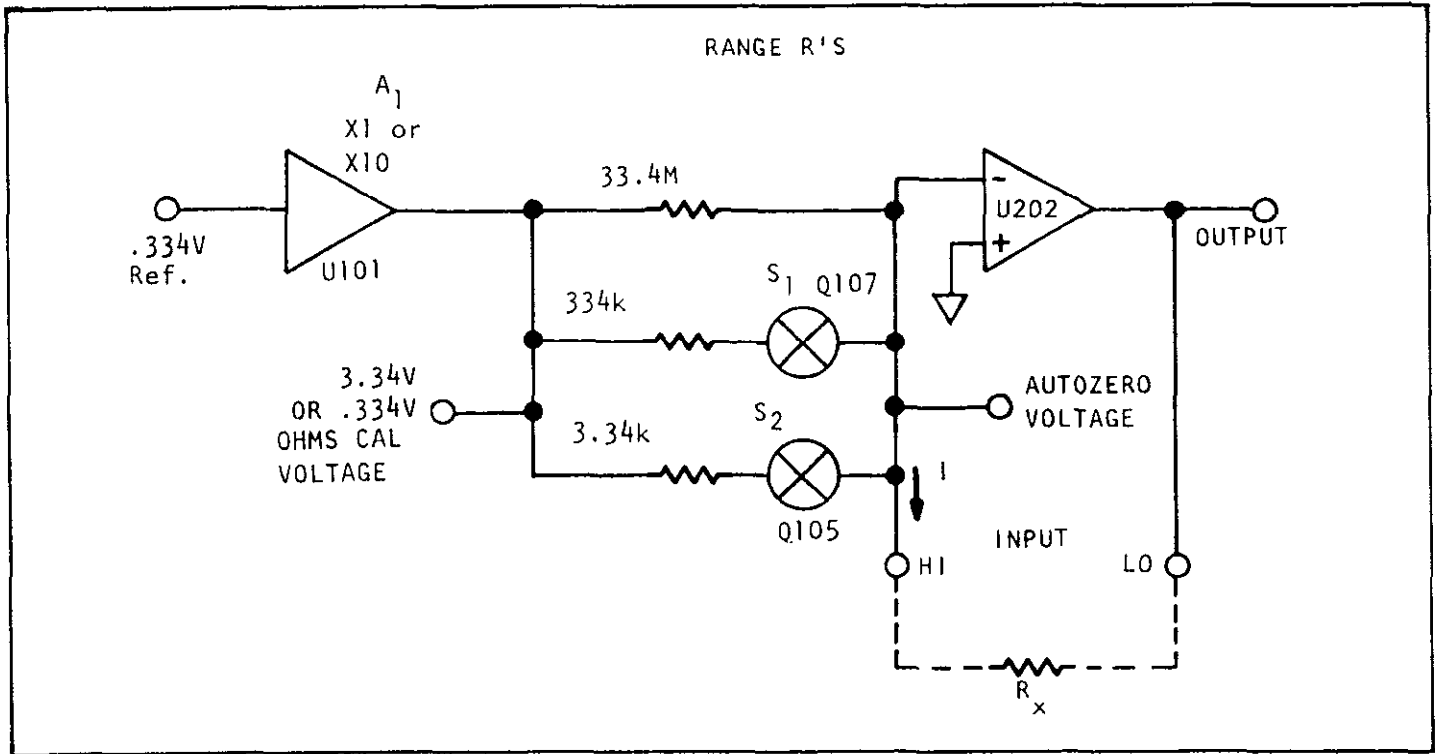 RANGE R'S
A1
X1 or
X10
.334V
Ref.
U101
33.4M
334k
S1 Q107
3.34V
OR .334V
OHMS CAL
VOLTAGE
3.34k
S2
Q105
-
U202
+
OUTPUT
AUTOZERO
VOLTAGE
I
INPUT
HI
LO
Rx